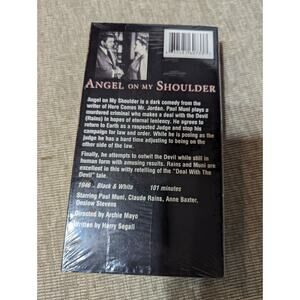 ANGEL ON MY SHOULDER
Angel on My Shoulder is a dark comedy from the
writer of Here Comes Mr. Jordan. Paul Muni plays a
murdered criminal who makes a deal with the Devil
(Rains) in hopes of eternal leniency. He agrees to
return to Earth as a respected Judge and stop his
campaign for law and order. While he is posing as the
judge he has a hard time adjusting to being on the
other side of the law.
Finally, he attempts to outwit the Devil while still in
human form with amusing results. Rains and Muni are
excellent in this witty retelling of the "Deal With The
Devil" tale.
1946 - Black & White 101 minutes
Starring Paul Muni, Claude Rains, Anne Baxter,
Onslow Stevens
Directed by Archie Mayo
Written by Harry Segall